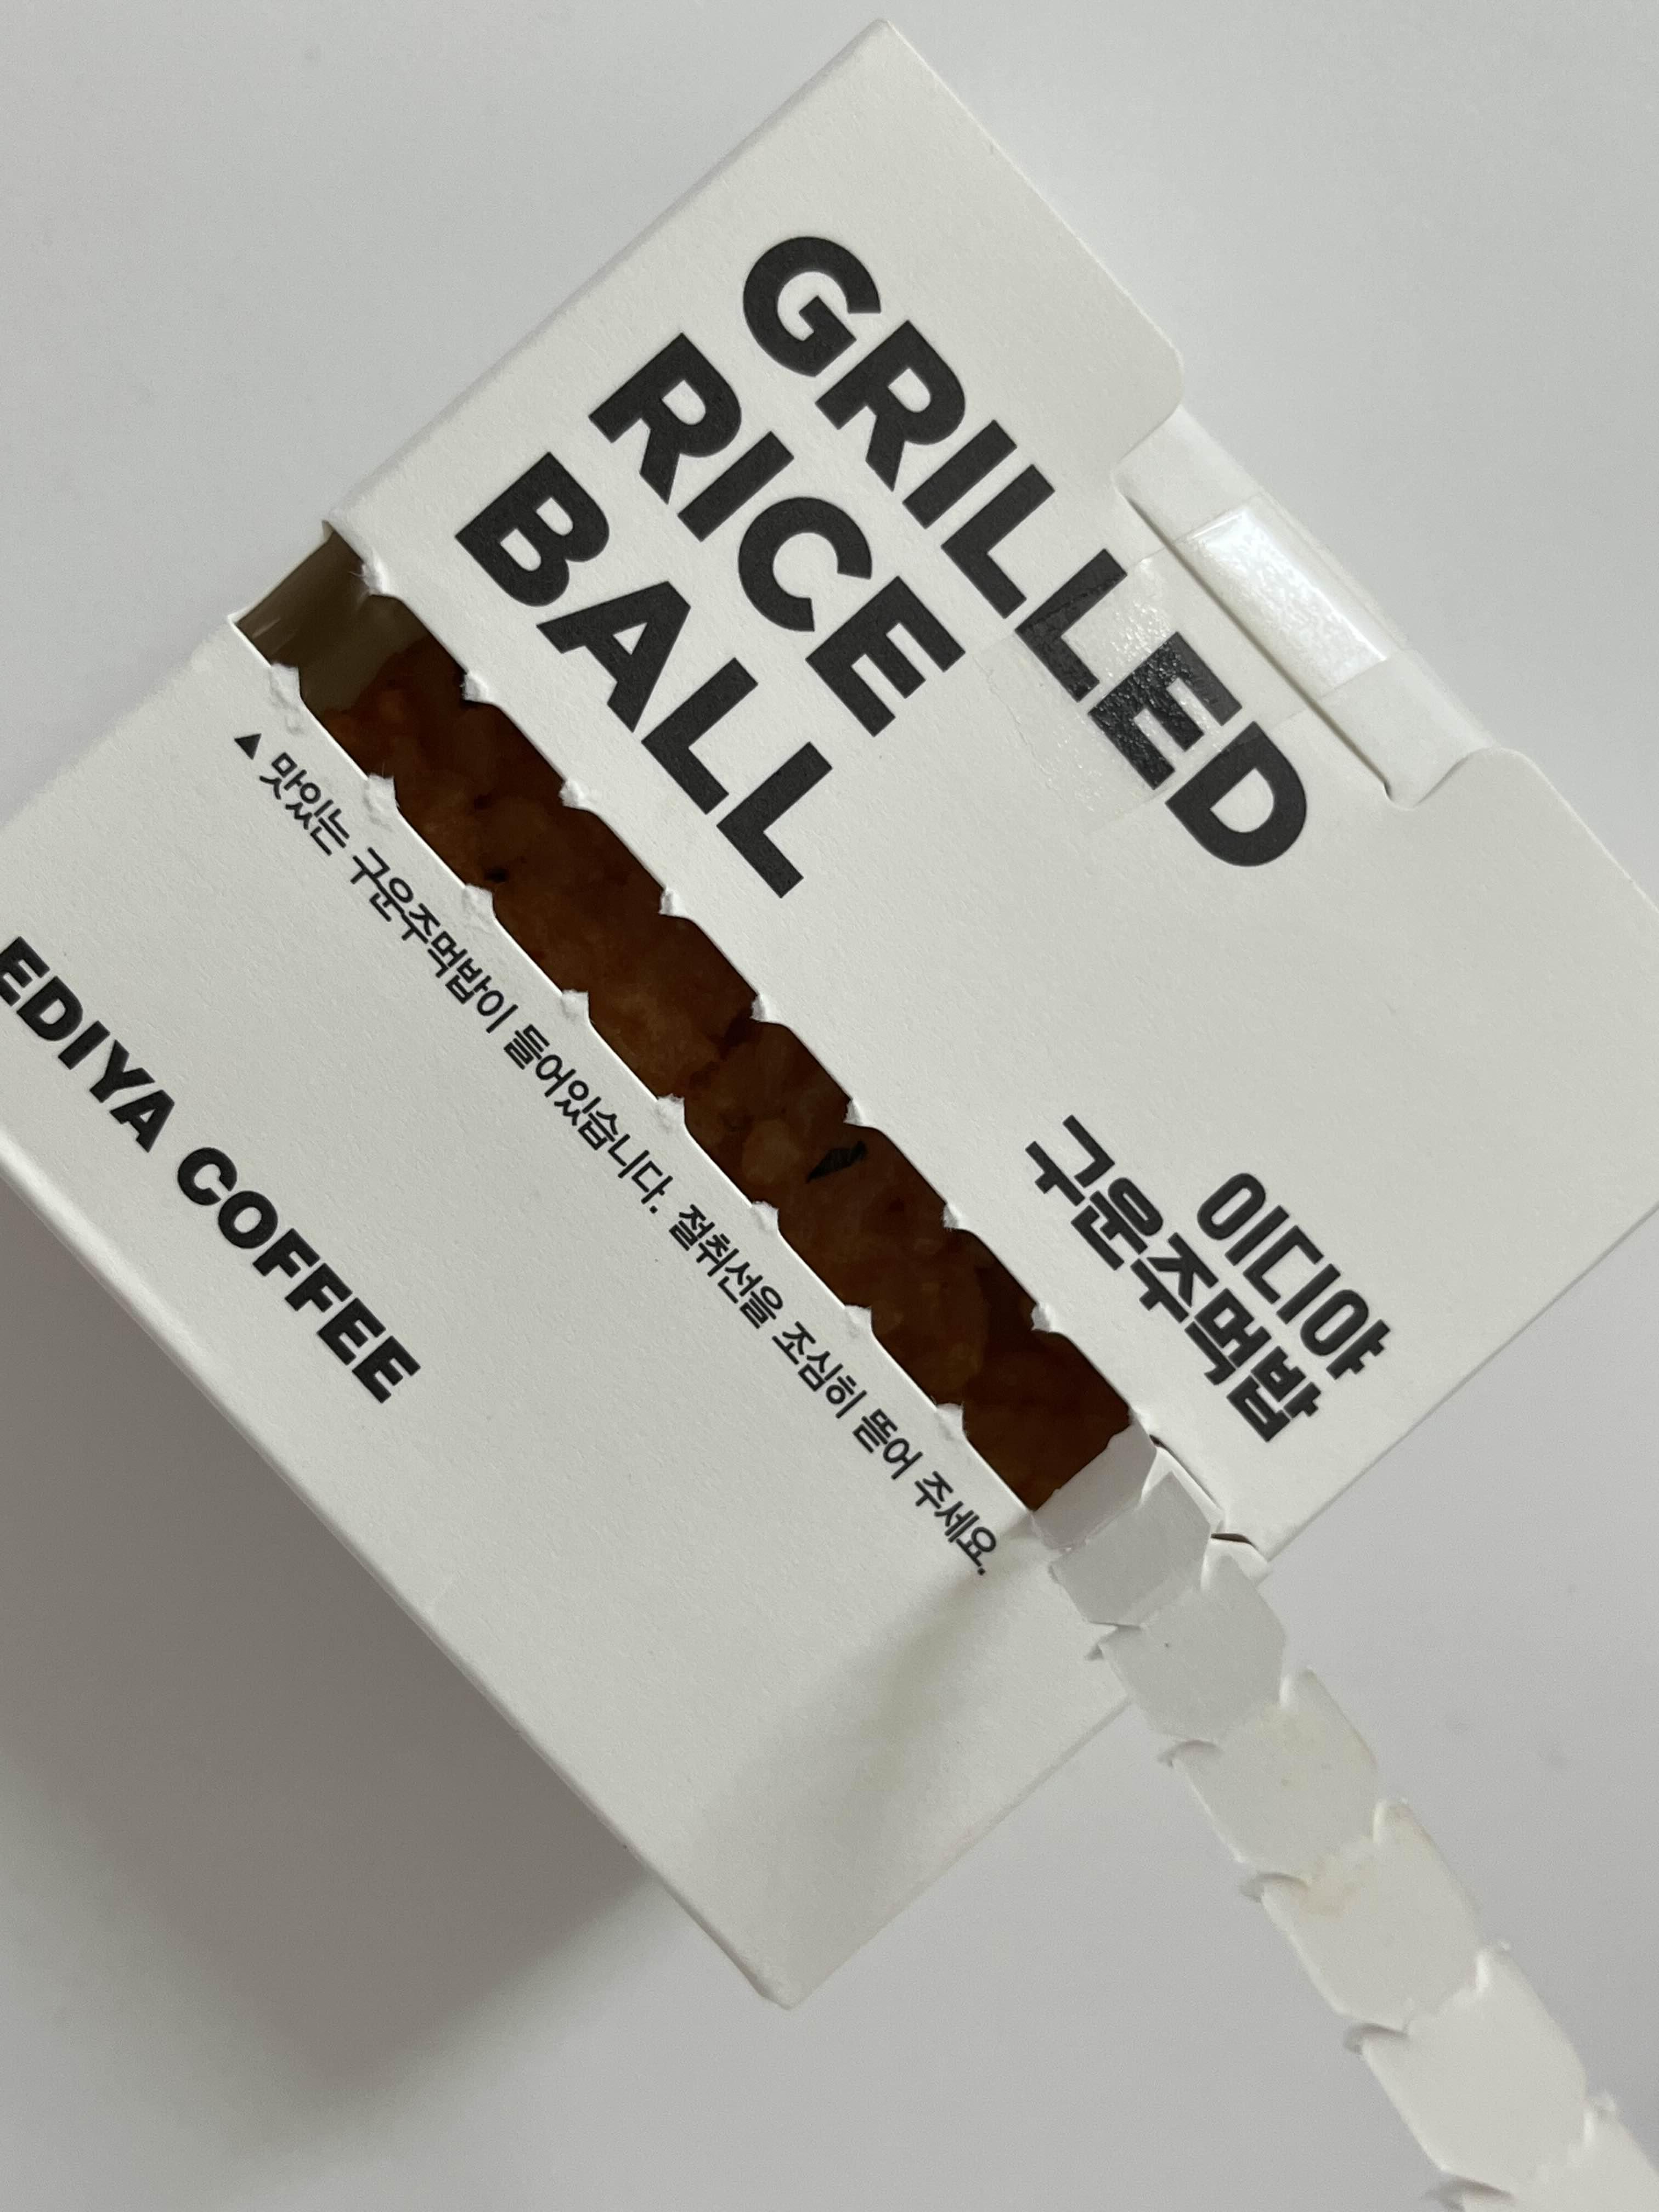 GRILLED
RICE
BALL
이디야
구운주먹밥
▲ 맛있는 구운주먹밥이 들어있습니다. 절취선을 조심히 뜯어 주세요.
EDIYA COFFEE